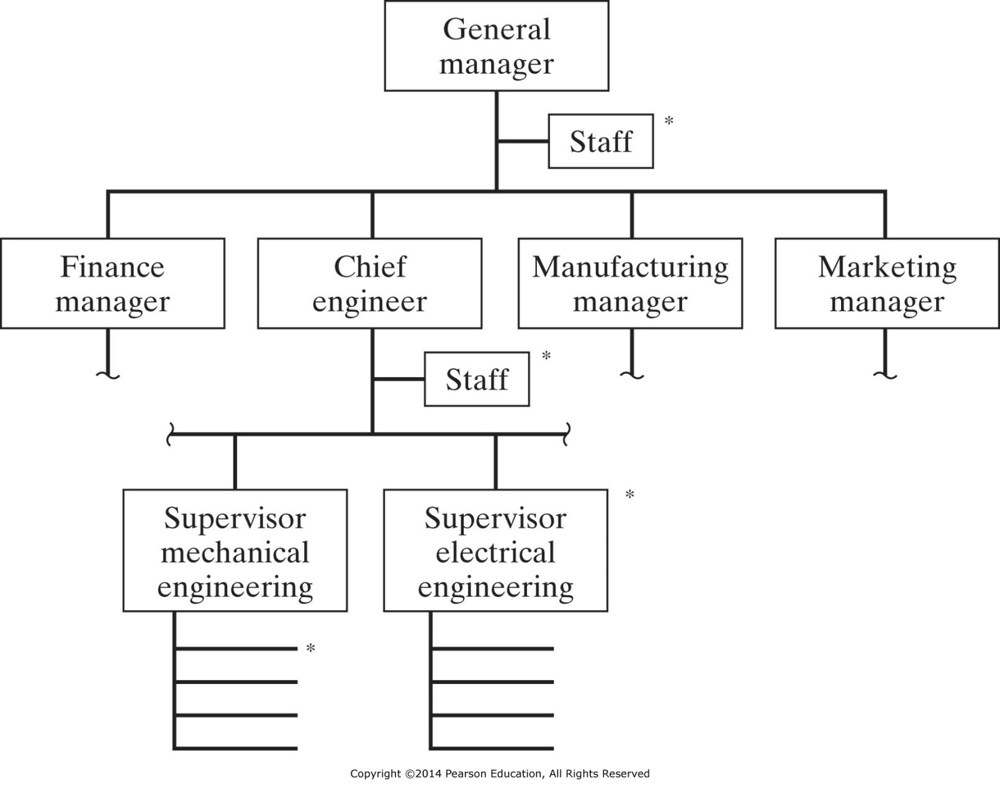 General
manager
Staff *
Finance
manager
Chief
engineer
Manufacturing
manager
Marketing
manager
Staff *
Supervisor
mechanical
engineering
Supervisor
electrical
engineering
*
*
Copyright ©2014 Pearson Education, All Rights Reserved